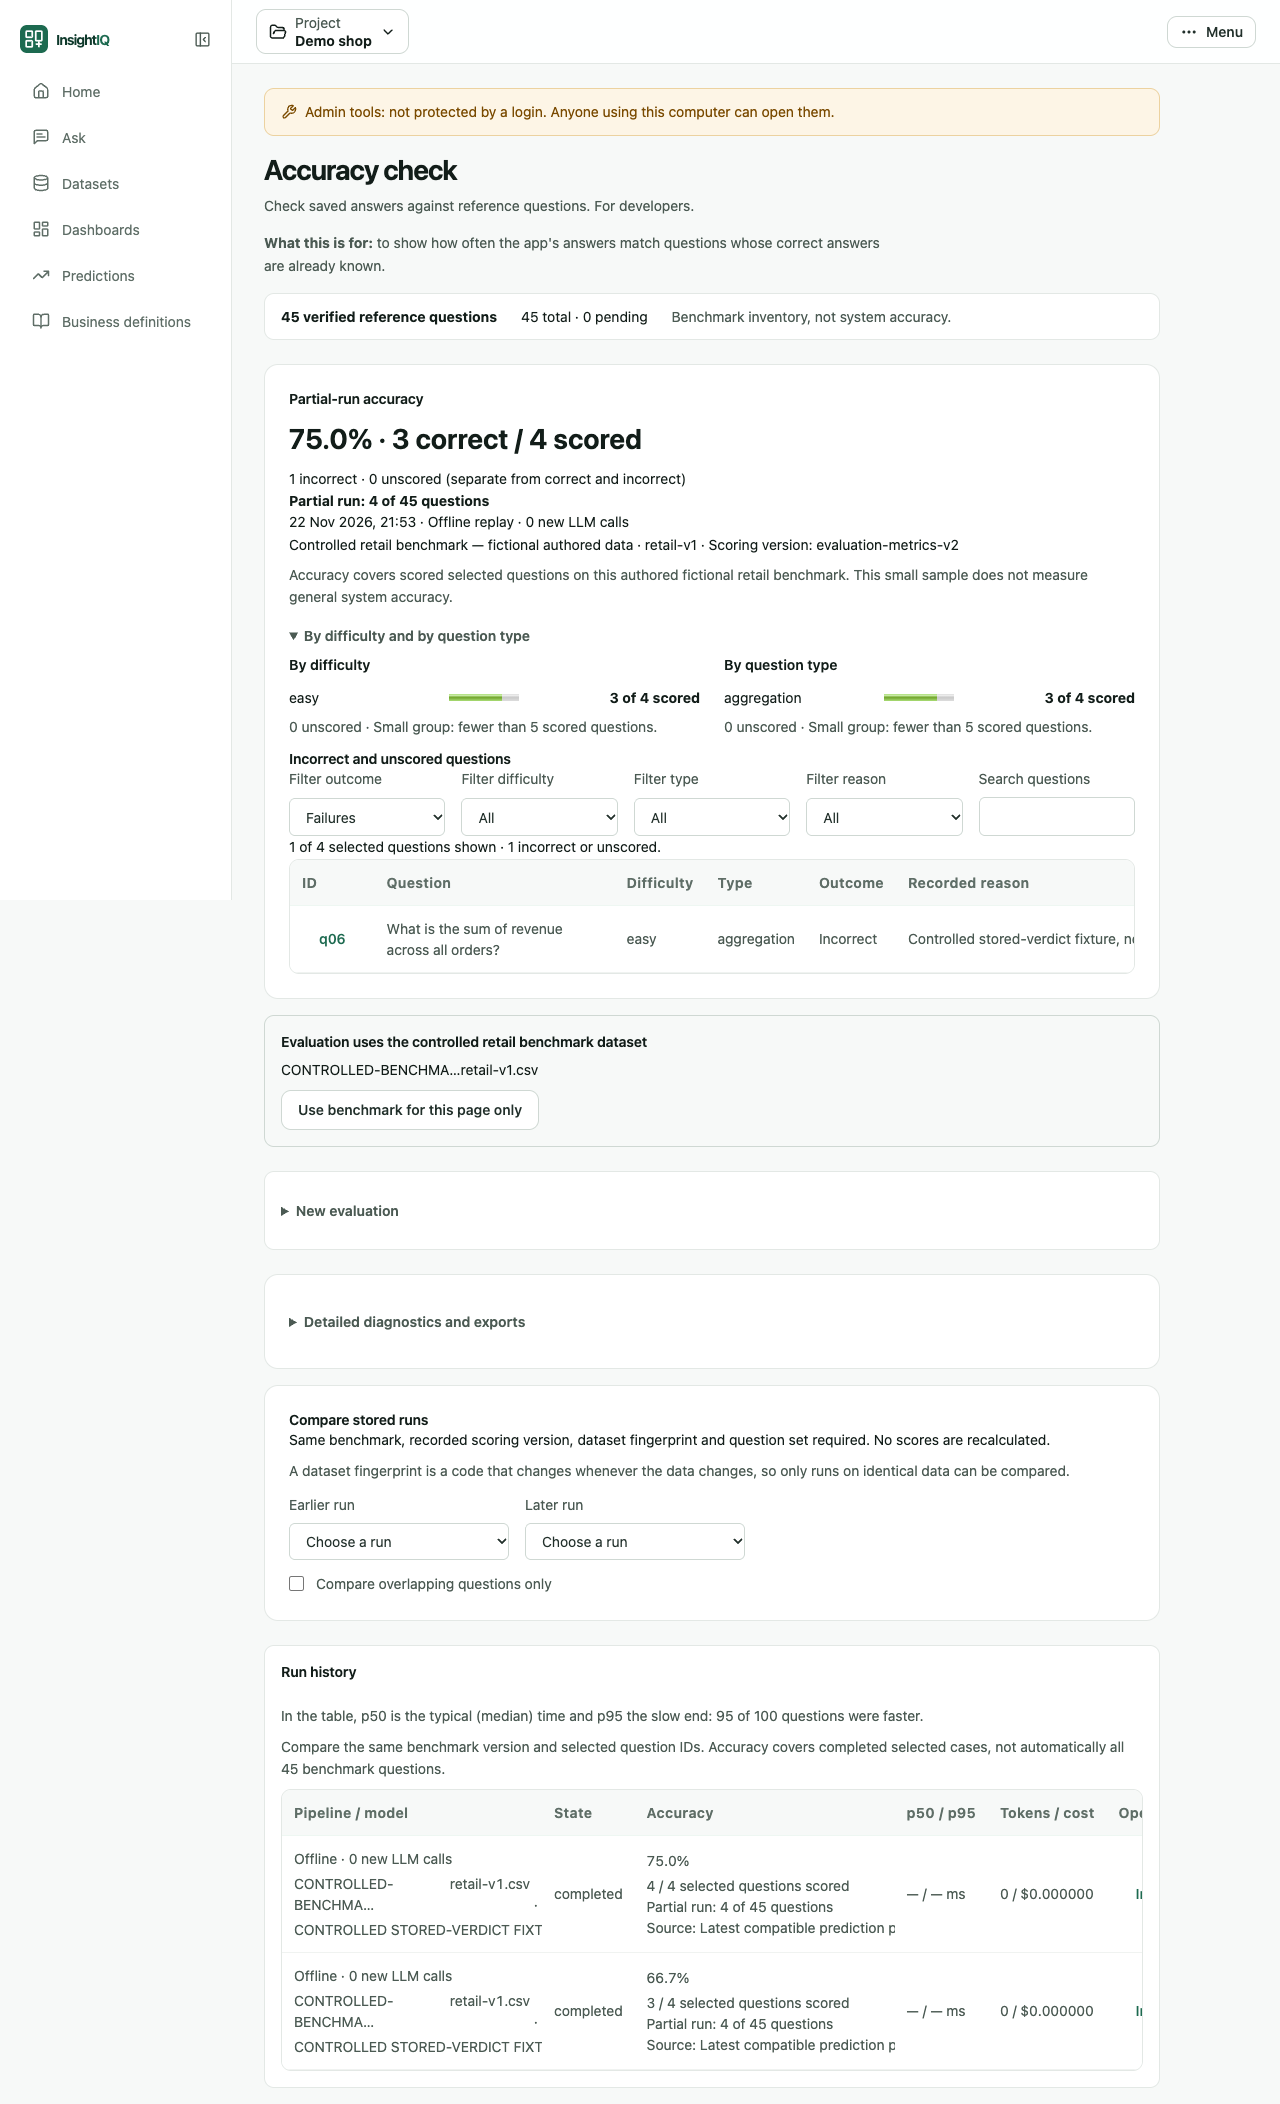 InsightIQ
Project
Demo shop
Menu
Home
Ask
Datasets
Dashboards
Predictions
Business definitions
Admin tools: not protected by a login. Anyone using this computer can open them.
Accuracy check
Check saved answers against reference questions. For developers.
What this is for: to show how often the app's answers match questions whose correct answers
are already known.
45 verified reference questions 45 total · 0 pending Benchmark inventory, not system accuracy.
Partial-run accuracy
75.0% · 3 correct / 4 scored
1 incorrect · 0 unscored (separate from correct and incorrect)
Partial run: 4 of 45 questions
22 Nov 2026, 21:53 · Offline replay · 0 new LLM calls
Controlled retail benchmark — fictional authored data · retail-v1 · Scoring version: evaluation-metrics-v2
Accuracy covers scored selected questions on this authored fictional retail benchmark. This small sample does not measure
general system accuracy.
▼ By difficulty and by question type
By difficulty By question type
easy 3 of 4 scored aggregation 3 of 4 scored
0 unscored · Small group: fewer than 5 scored questions. 0 unscored · Small group: fewer than 5 scored questions.
Incorrect and unscored questions
Filter outcome Filter difficulty Filter type Filter reason Search questions
Failures All All All
1 of 4 selected questions shown · 1 incorrect or unscored.
ID Question Difficulty Type Outcome Recorded reason
q06 What is the sum of revenue easy aggregation Incorrect Controlled stored-verdict fixture,
across all orders?
Evaluation uses the controlled retail benchmark dataset
CONTROLLED-BENCHMA…retail-v1.csv
Use benchmark for this page only
▶ New evaluation
▶ Detailed diagnostics and exports
Compare stored runs
Same benchmark, recorded scoring version, dataset fingerprint and question set required. No scores are recalculated.
A dataset fingerprint is a code that changes whenever the data changes, so only runs on identical data can be compared.
Earlier run Later run
Choose a run Choose a run
Compare overlapping questions only
Run history
In the table, p50 is the typical (median) time and p95 the slow end: 95 of 100 questions were faster.
Compare the same benchmark version and selected question IDs. Accuracy covers completed selected cases, not automatically all
45 benchmark questions.
Pipeline / model State Accuracy p50 / p95 Tokens / cost
Offline · 0 new LLM calls
CONTROLLED-BENCHMA… retail-v1.csv ·
CONTROLLED STORED-VERDICT FIXT
completed
75.0%
4 / 4 selected questions scored
Partial run: 4 of 45 questions
Source: Latest compatible prediction p
— / — ms
0 / $0.000000
Offline · 0 new LLM calls
CONTROLLED-BENCHMA… retail-v1.csv ·
CONTROLLED STORED-VERDICT FIXT
completed
66.7%
3 / 4 selected questions scored
Partial run: 4 of 45 questions
Source: Latest compatible prediction p
— / — ms
0 / $0.000000